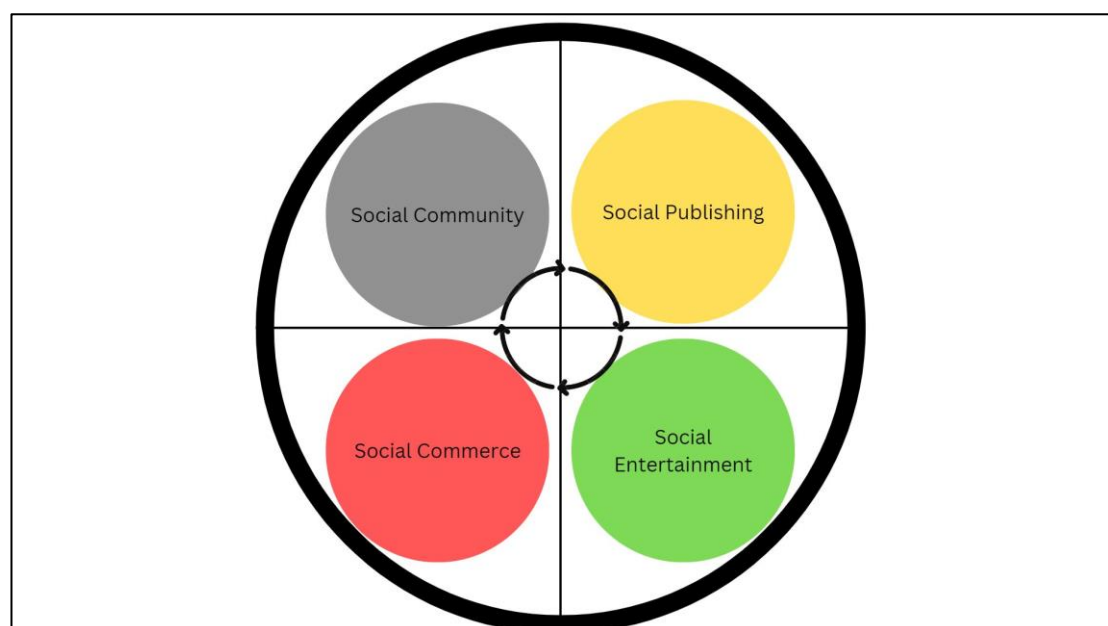 Social Community
Social Publishing
Social Commerce
Social
Entertainment